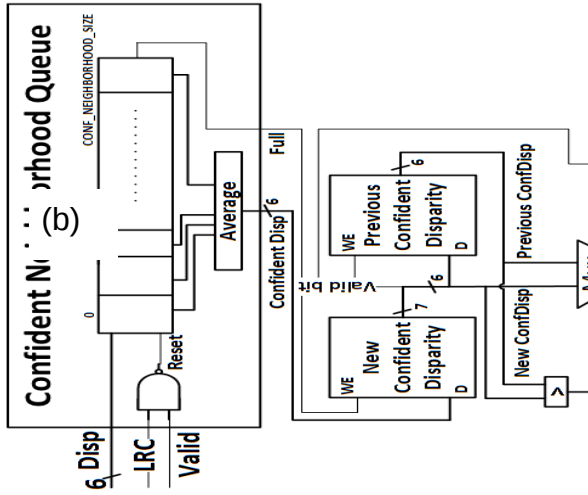 Confident N
orhood Queue
(b)
CONF_NEIGHBORHOOD_SIZE
0
Average
Full
Reset
Confident Disp
6
6
Disp
LRC
Valid
WE
Previous
Confident
Disparity
D
6
Valid bit
6
7
WE
New
Confident
Disparity
D
Previous ConfDisp
New ConfDisp
>